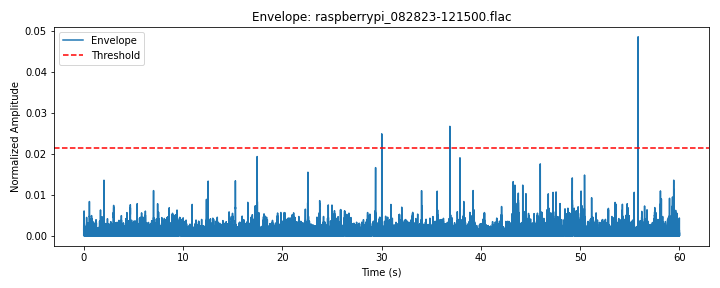 Envelope: raspberrypi_082823-121500.flac
Envelope
Threshold
Normalized Amplitude
0.05
0.04
0.03
0.02
0.01
0.00
0 10 20 30 40 50 60
Time (s)